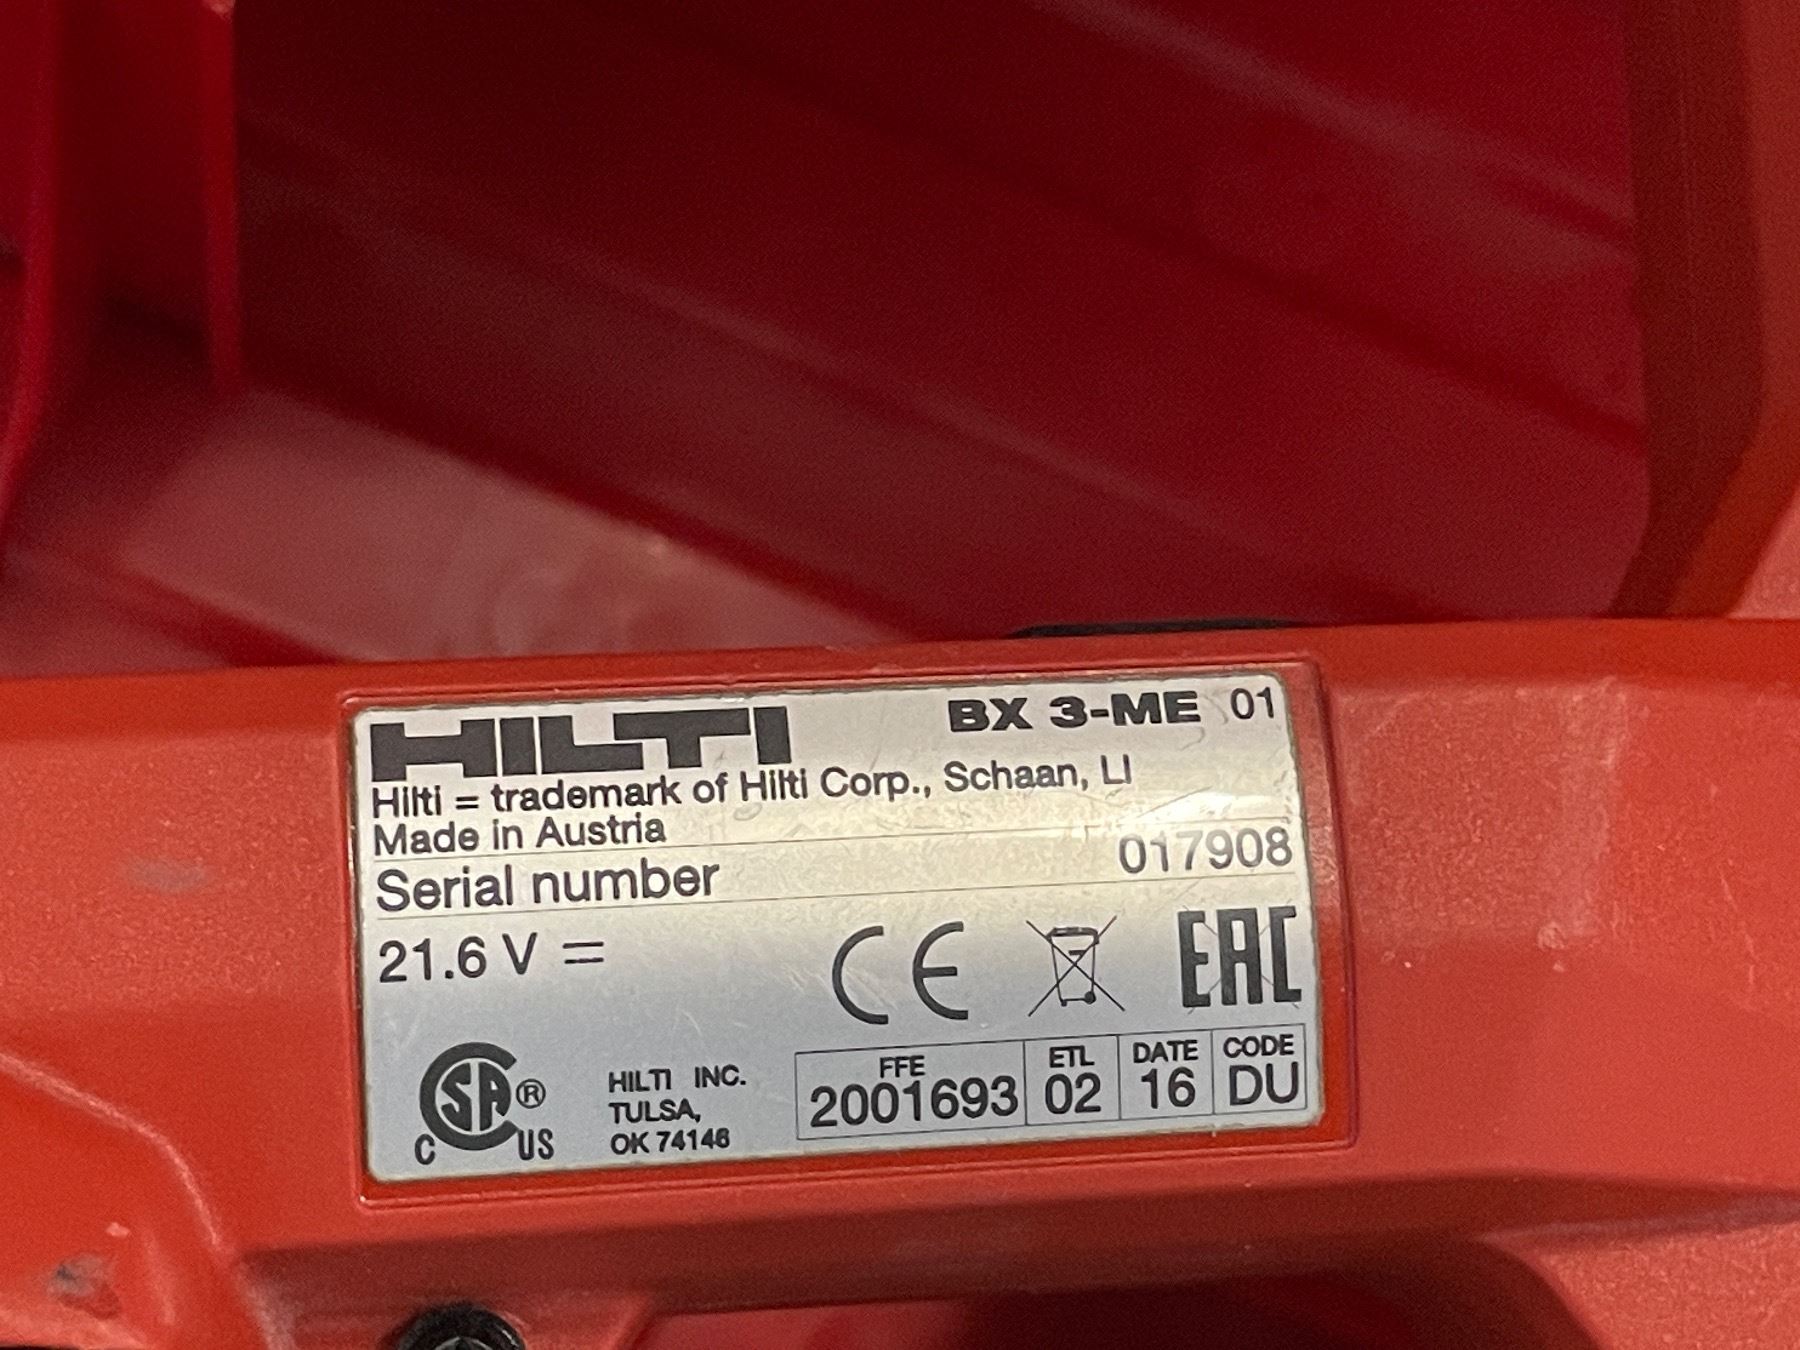 HILTI BX 3-ME 01
Hilti = trademark of Hilti Corp., Schaan, LI
Made in Austria
Serial number 017908
21.6 V CE EAC
CSA® C US
HILTI INC.
TULSA,
OK 74146
FFE ETL DATE CODE
2001693 02 16 DU